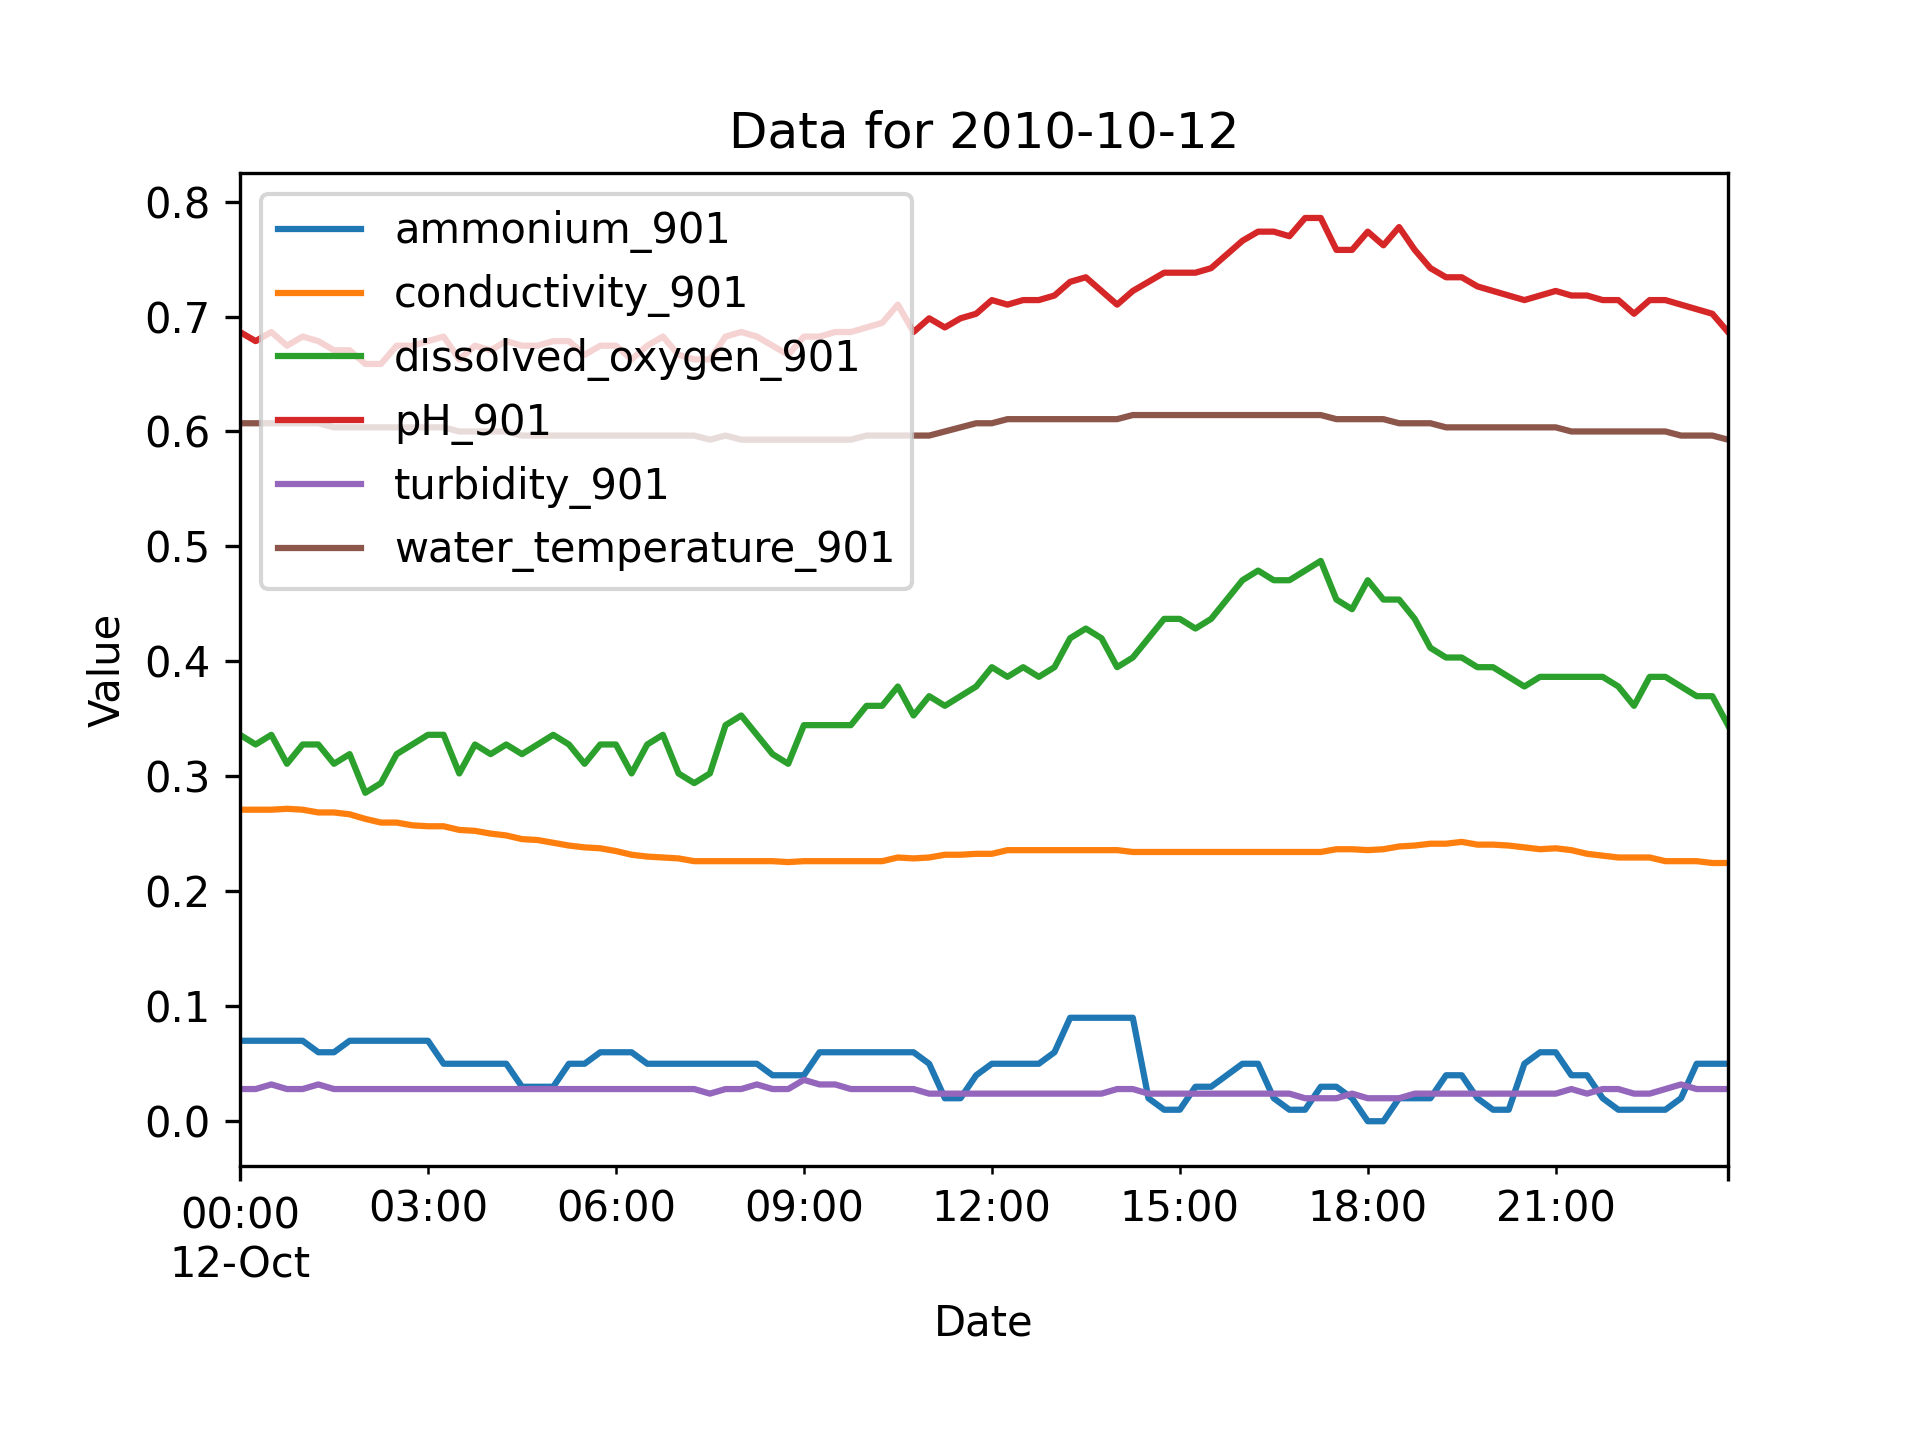 Data for 2010-10-12
0.8
0.7
0.6
0.5
0.4
0.3
0.2
0.1
0.0
Value
ammonium_901
conductivity_901
dissolved_oxygen_901
pH_901
turbidity_901
water_temperature_901
00:00 03:00 06:00 09:00 12:00 15:00 18:00 21:00
12-Oct
Date